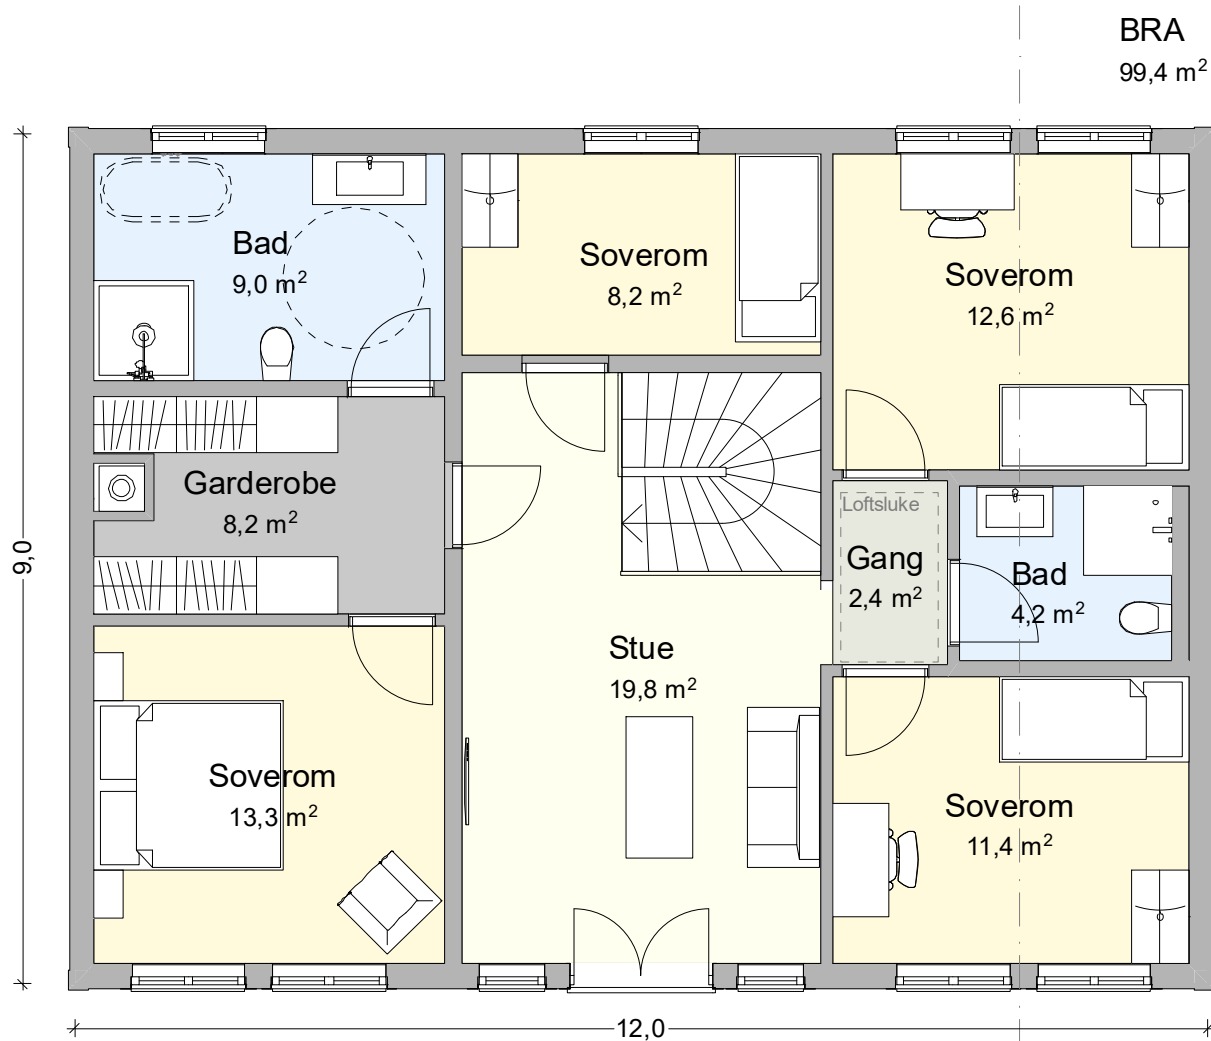 BRA
99,4 m²
Bad
9,0 m²
Soverom
8,2 m²
Soverom
12,6 m²
Garderobe
8,2 m²
Loftsluke
Gang
2,4 m²
Bad
4,2 m²
9,0
Stue
19,8 m²
Soverom
13,3 m²
Soverom
11,4 m²
12,0